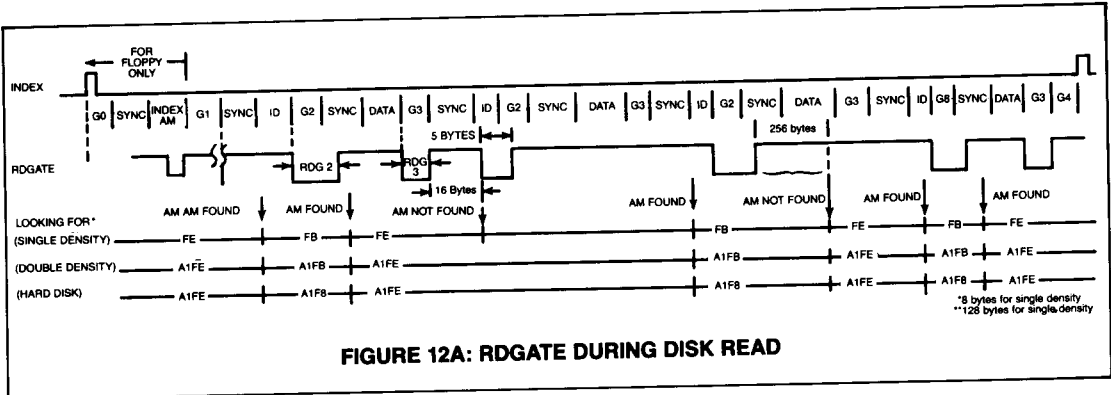 FOR
FLOPPY
ONLY
INDEX
G0 SYNC INDEX AM G1 SYNC ID G2 SYNC DATA G3 SYNC ID G2 SYNC DATA G3 SYNC ID G2 SYNC DATA G3 SYNC ID G8 SYNC DATA G3 G4
5 BYTES
256 bytes
RDGATE
RDG 2
RDG 3
16 Bytes
AM AM FOUND AM FOUND AM NOT FOUND AM FOUND AM NOT FOUND AM FOUND AM FOUND
LOOKING FOR*
(SINGLE DENSITY) FE FB FE FB FE FB FE
(DOUBLE DENSITY) A1FE A1FB A1FE A1FB A1FE A1FB A1FE
(HARD DISK) A1FE A1F8 A1FE A1F8 A1FE A1F8 A1FE
*8 bytes for single density
**128 bytes for single density
FIGURE 12A: RDGATE DURING DISK READ